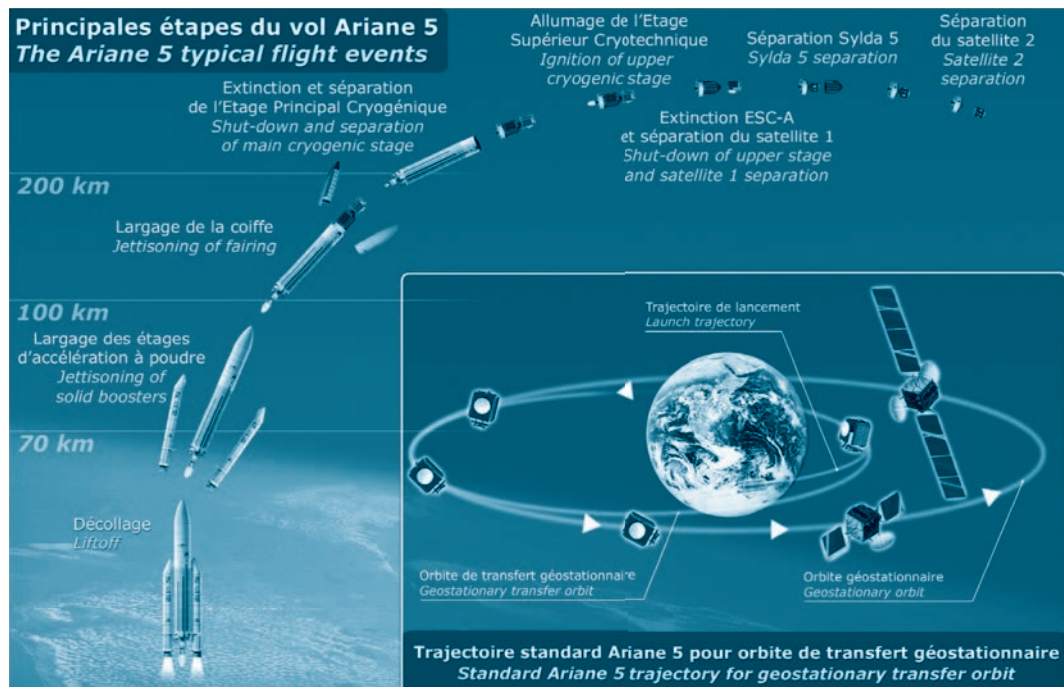 Principales étapes du vol Ariane 5
The Ariane 5 typical flight events
Allumage de l'Etage
Supérieur Cryotechnique
Ignition of upper
cryogenic stage
Séparation Sylda 5
Sylda 5 separation
Séparation
du satellite 2
Satellite 2
separation
Extinction et séparation
de l'Etage Principal Cryogénique
Shut-down and separation
of main cryogenic stage
Extinction ESC-A
et séparation du satellite 1
Shut-down of upper stage
and satellite 1 separation
200 km
Largage de la coiffe
Jettisoning of fairing
100 km
Largage des étages
d'accélération à poudre
Jettisoning of
solid boosters
70 km
Décollage
Liftoff
Trajectoire de lancement
Launch trajectory
Orbite de transfert géostationnaire
Geostationary transfer orbit
Orbite géostationnaire
Geostationary orbit
Trajectoire standard Ariane 5 pour orbite de transfert géostationnaire
Standard Ariane 5 trajectory for geostationary transfer orbit